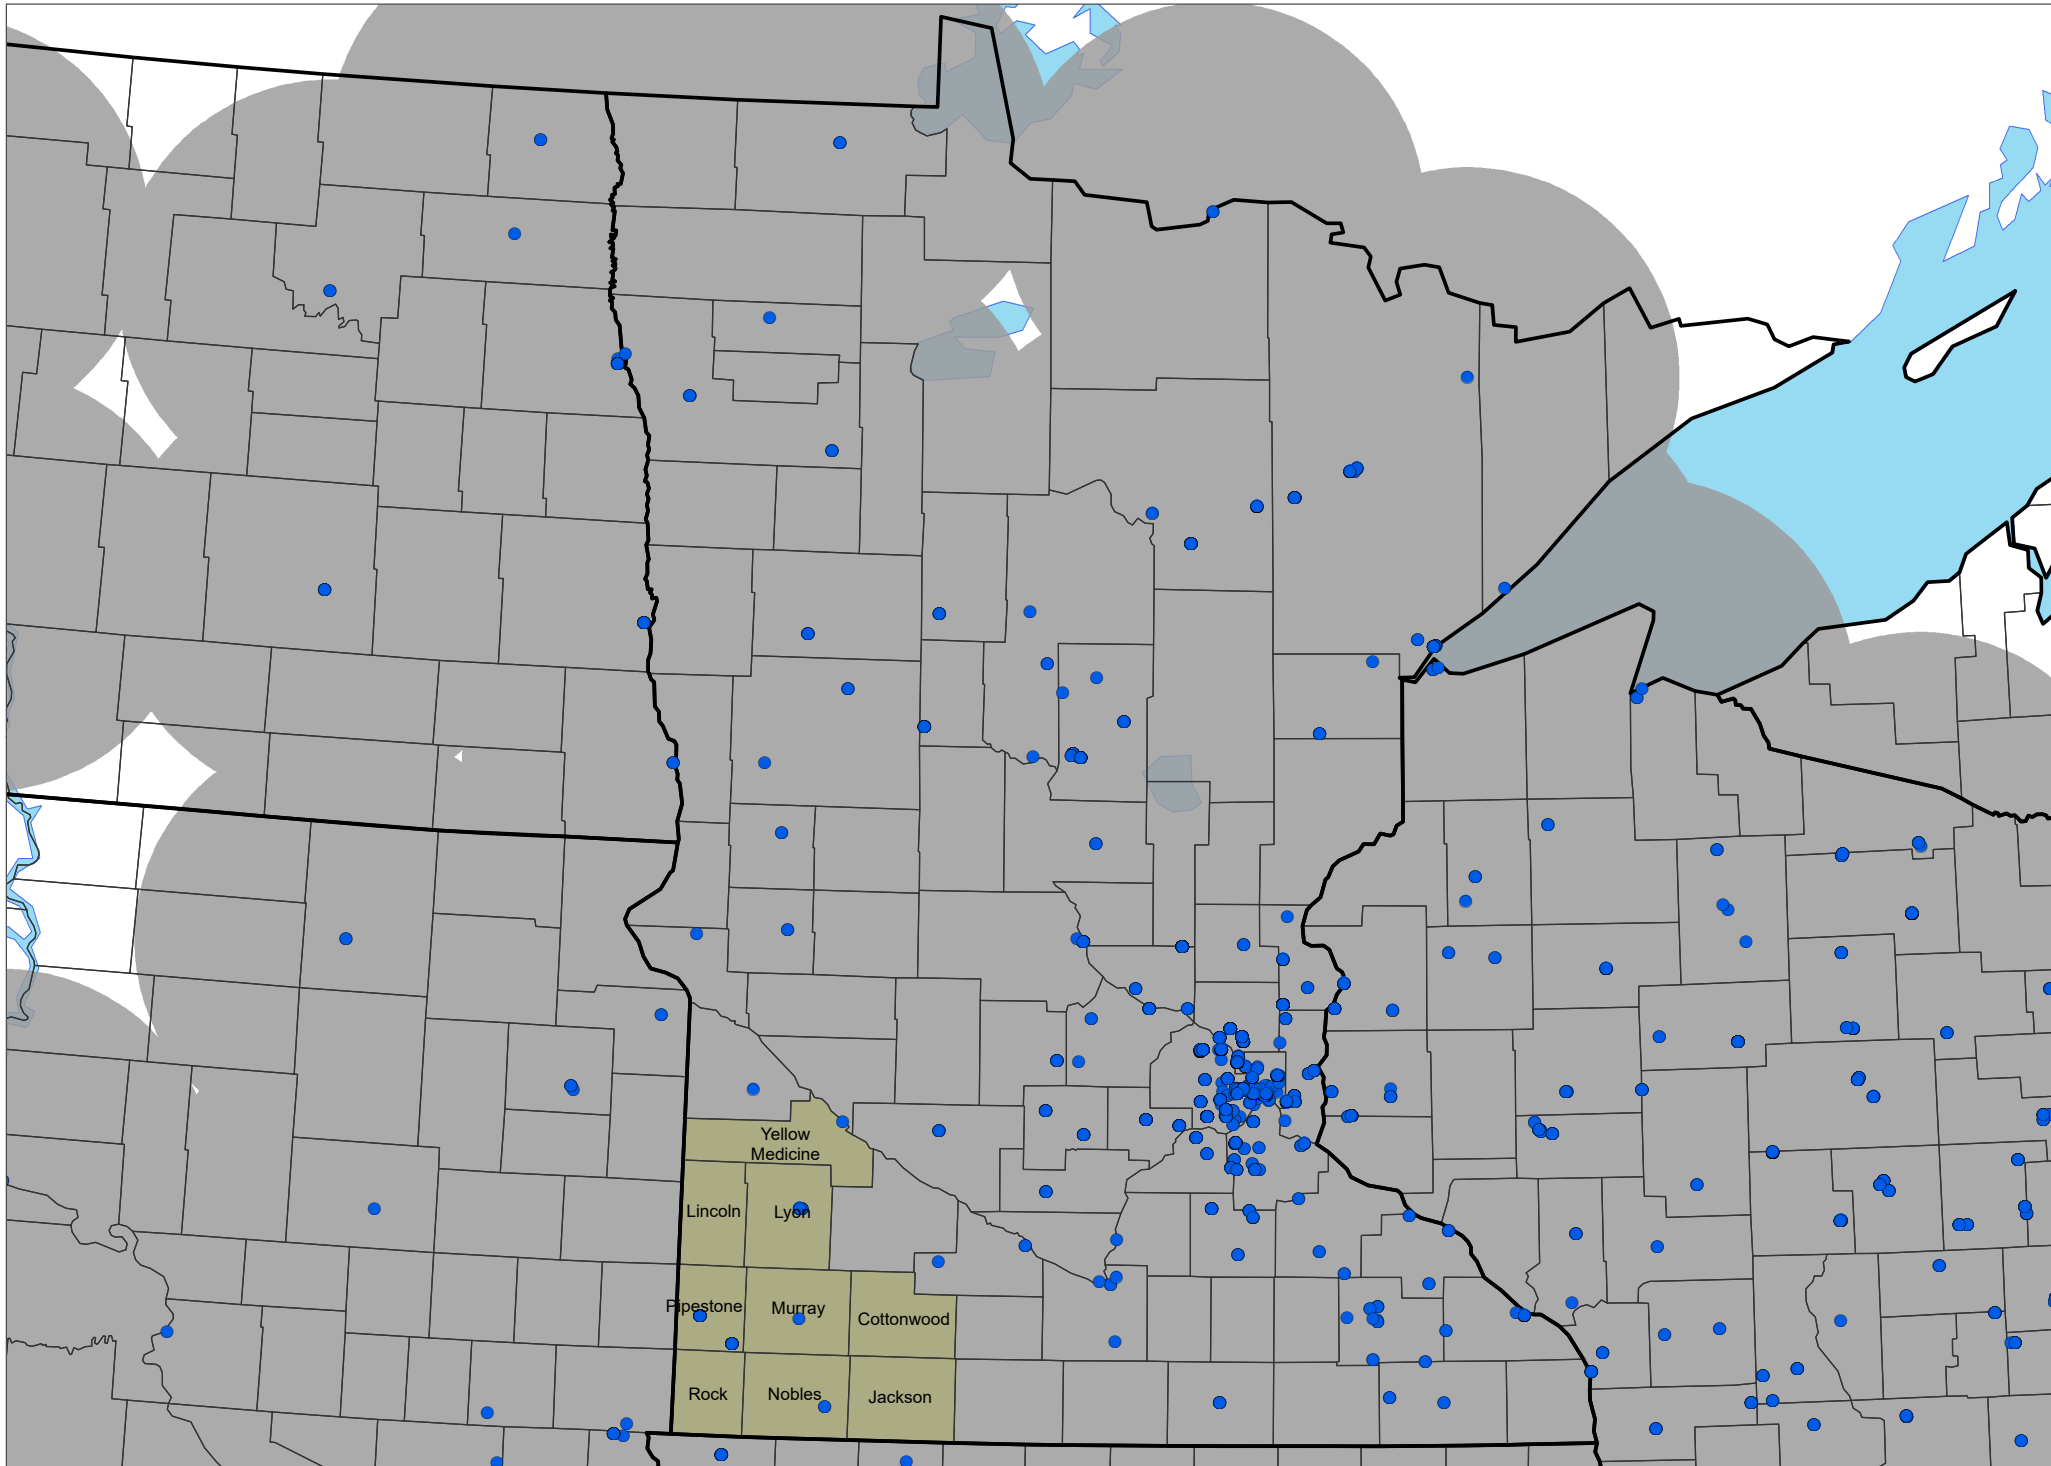 Yellow
Medicine
Lincoln
Lyon
Pipestone
Murray
Cottonwood
Rock
Nobles
Jackson